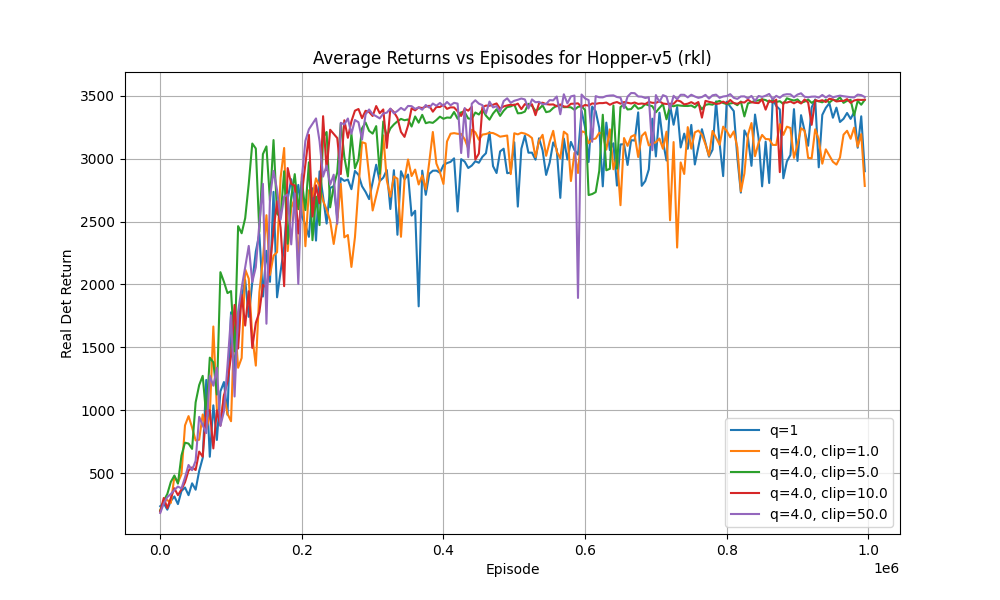 Average Returns vs Episodes for Hopper-v5 (rkl)
Real Det Return
3500
3000
2500
2000
1500
1000
500
q=1
q=4.0, clip=1.0
q=4.0, clip=5.0
q=4.0, clip=10.0
q=4.0, clip=50.0
0.0 0.2 0.4 0.6 0.8 1.0
1e6
Episode